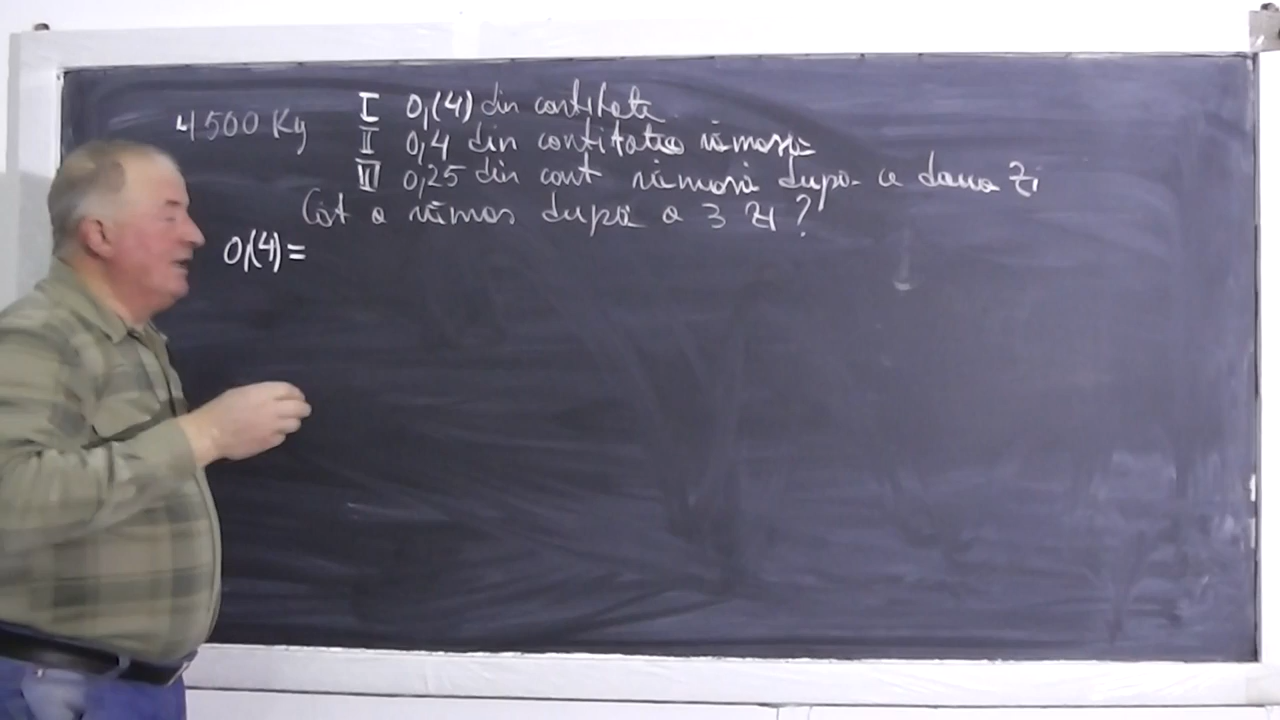 4500 Kg
I 0,(4) din cantitate
II 0,4 din cantitatea rămasă
III 0,25 din cant rămasă după a doua zi
Cât a rămas după a 3 zi ?
0,(4) =